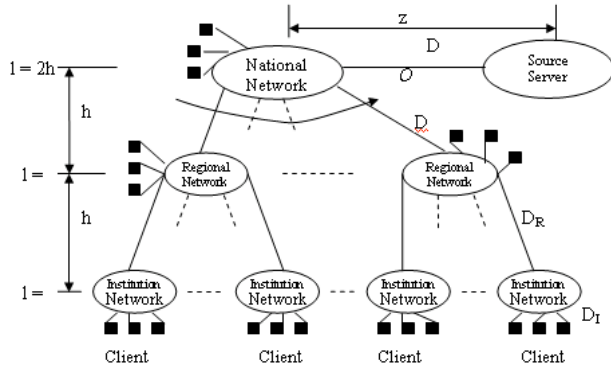 z
D
O
National
Network
Source
Server
l = 2h
h
D
l =
Regional
Network
Regional
Network
h
D_R
l =
Institution
Network
Institution
Network
Institution
Network
Institution
Network
D_I
Client
Client
Client
Client